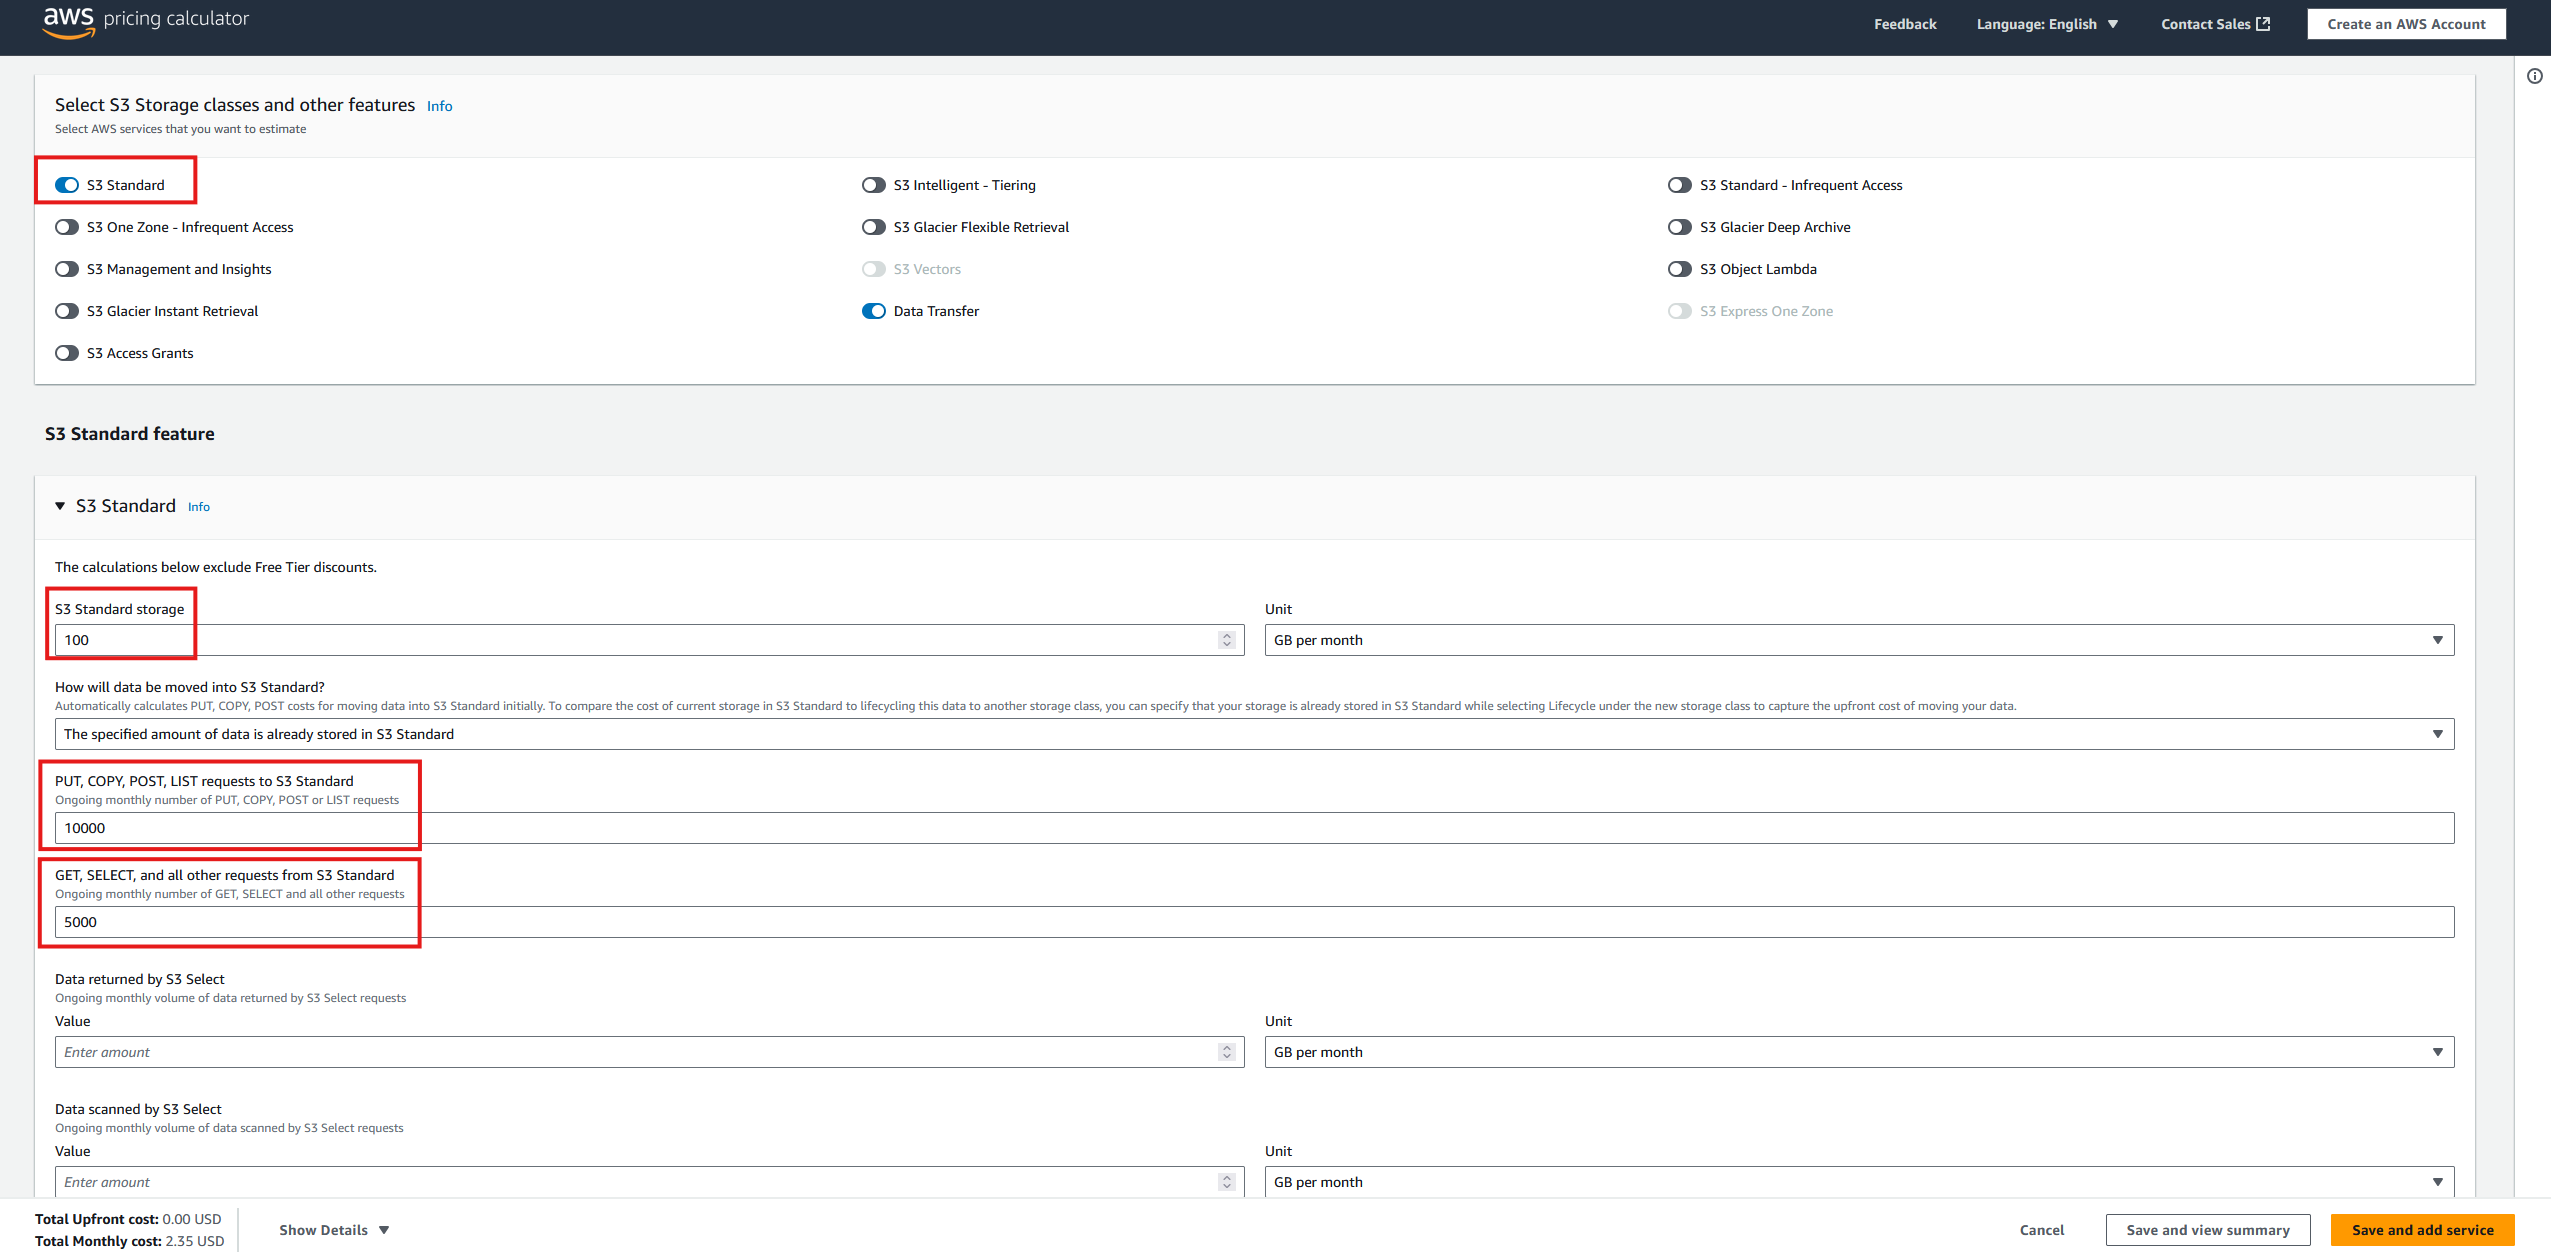 aws pricing calculator
Feedback Language: English Contact Sales Create an AWS Account
Select S3 Storage classes and other features Info
Select AWS services that you want to estimate
S3 Standard S3 Intelligent - Tiering S3 Standard - Infrequent Access
S3 One Zone - Infrequent Access S3 Glacier Flexible Retrieval S3 Glacier Deep Archive
S3 Management and Insights S3 Vectors S3 Object Lambda
S3 Glacier Instant Retrieval Data Transfer S3 Express One Zone
S3 Access Grants
S3 Standard feature
S3 Standard Info
The calculations below exclude Free Tier discounts.
S3 Standard storage Unit
100 GB per month
How will data be moved into S3 Standard?
Automatically calculates PUT, COPY, POST costs for moving data into S3 Standard initially. To compare the cost of current storage in S3 Standard to lifecycling this data to another storage class, you can specify that your storage is already stored in S3 Standard while selecting Lifecycle under the new storage class to capture the upfront cost of moving your data.
The specified amount of data is already stored in S3 Standard
PUT, COPY, POST, LIST requests to S3 Standard
Ongoing monthly number of PUT, COPY, POST or LIST requests
10000
GET, SELECT, and all other requests from S3 Standard
Ongoing monthly number of GET, SELECT and all other requests
5000
Data returned by S3 Select
Ongoing monthly volume of data returned by S3 Select requests
Value Unit
Enter amount GB per month
Data scanned by S3 Select
Ongoing monthly volume of data scanned by S3 Select requests
Value Unit
Enter amount GB per month
Total Upfront cost: 0.00 USD
Total Monthly cost: 2.35 USD
Show Details Cancel Save and view summary Save and add service